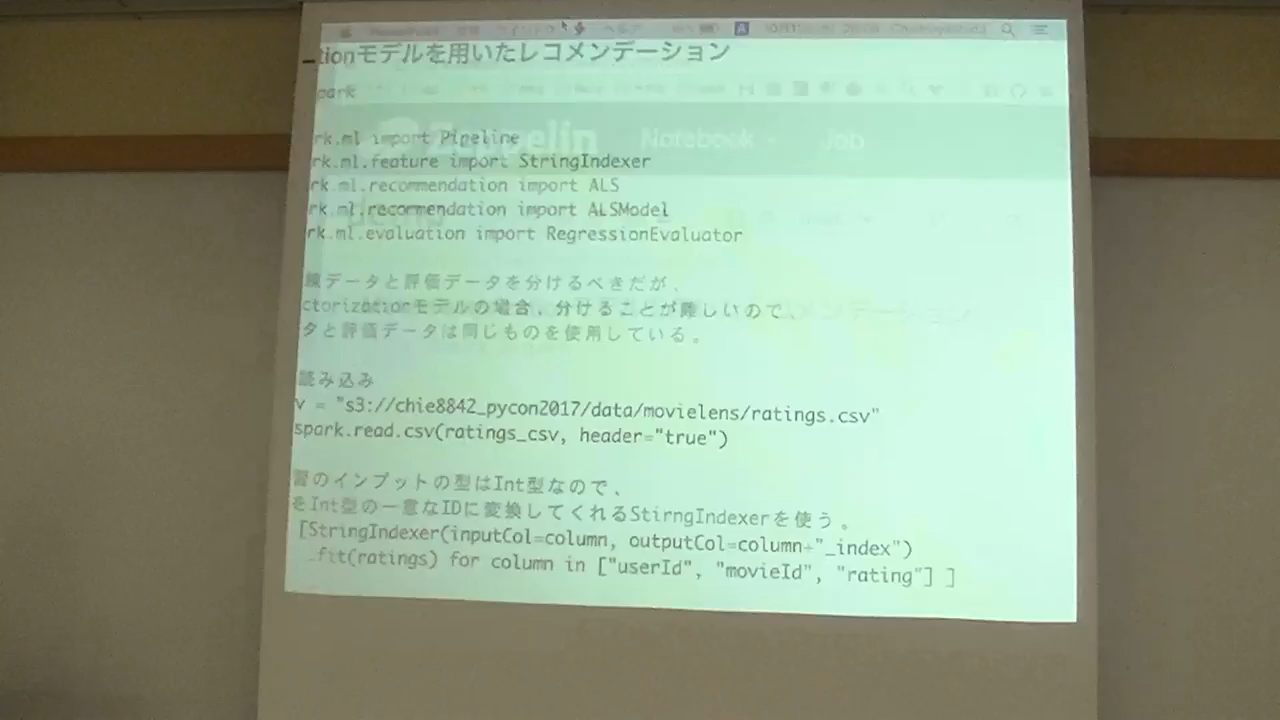 tionモデルを用いたレコメンデーション
park
Notebook
Job
rk.ml import Pipeline
rk.ml.feature import StringIndexer
rk.ml.recommendation import ALS
rk.ml.recommendation import ALSModel
rk.ml.evaluation import RegressionEvaluator
練データと評価データを分けるべきだが、
ctorizationモデルの場合、分けることが難しいので、
タと評価データは同じものを使用している。
読み込み
v = "s3://chie8842_pycon2017/data/movielens/ratings.csv"
spark.read.csv(ratings_csv, header="true")
習のインプットの型はInt型なので、
をInt型の一意なIDに変換してくれるStirngIndexerを使う。
[StringIndexer(inputCol=column, outputCol=column+"_index")
.fit(ratings) for column in ["userId", "movieId", "rating"] ]